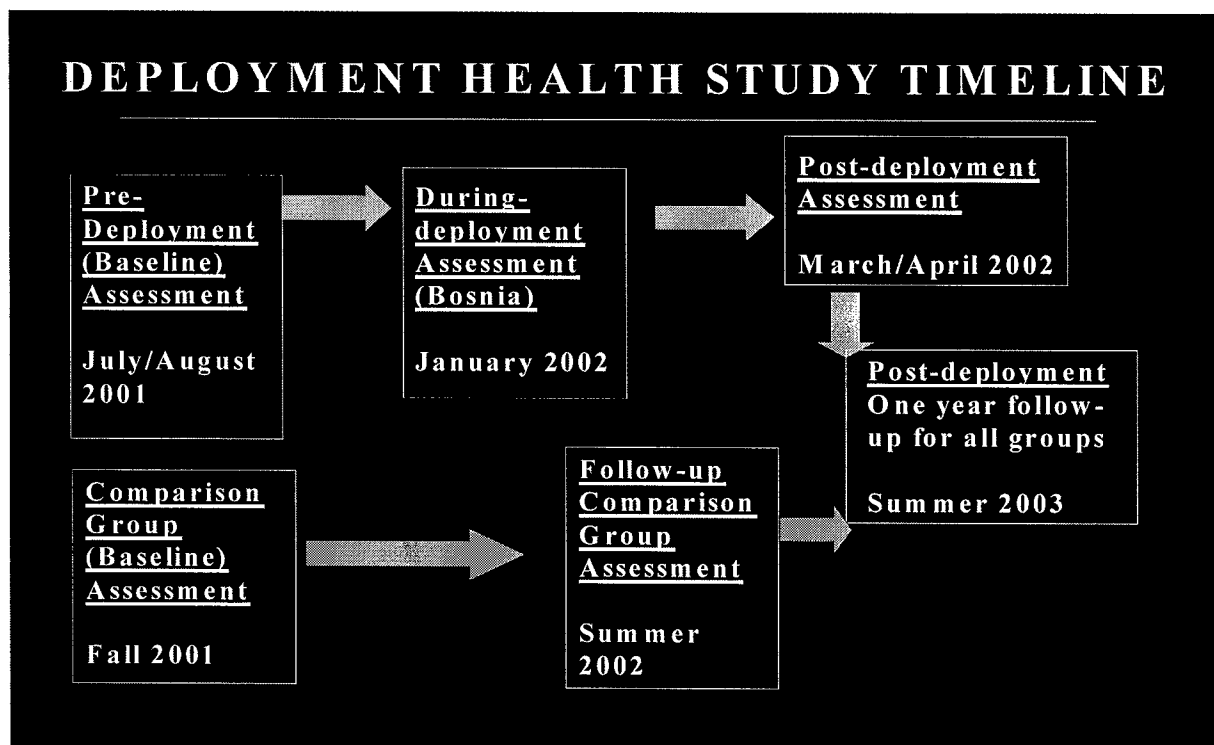 DEPLOYMENT HEALTH STUDY TIMELINE
Pre-
Deployment
(Baseline)
Assessment
July/August
2001
During-
deployment
Assessment
(Bosnia)
January 2002
Post-deployment
Assessment
March/April 2002
Post-deployment
One year follow-
up for all groups
Summer 2003
Comparison
Group
(Baseline)
Assessment
Fall 2001
Follow-up
Comparison
Group
Assessment
Summer
2002